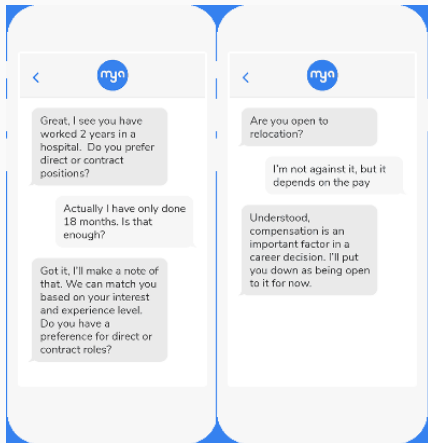 mya
Great, I see you have
worked 2 years in a
hospital.  Do you prefer
direct or contract
positions?
Actually I have only done
18 months. Is that
enough?
Got it, I'll make a note of
that. We can match you
based on your interest
and experience level.
Do you have a
preference for direct or
contract roles?
mya
Are you open to
relocation?
I'm not against it, but it
depends on the pay
Understood,
compensation is an
important factor in a
career decision. I'll put
you down as being open
to it for now.